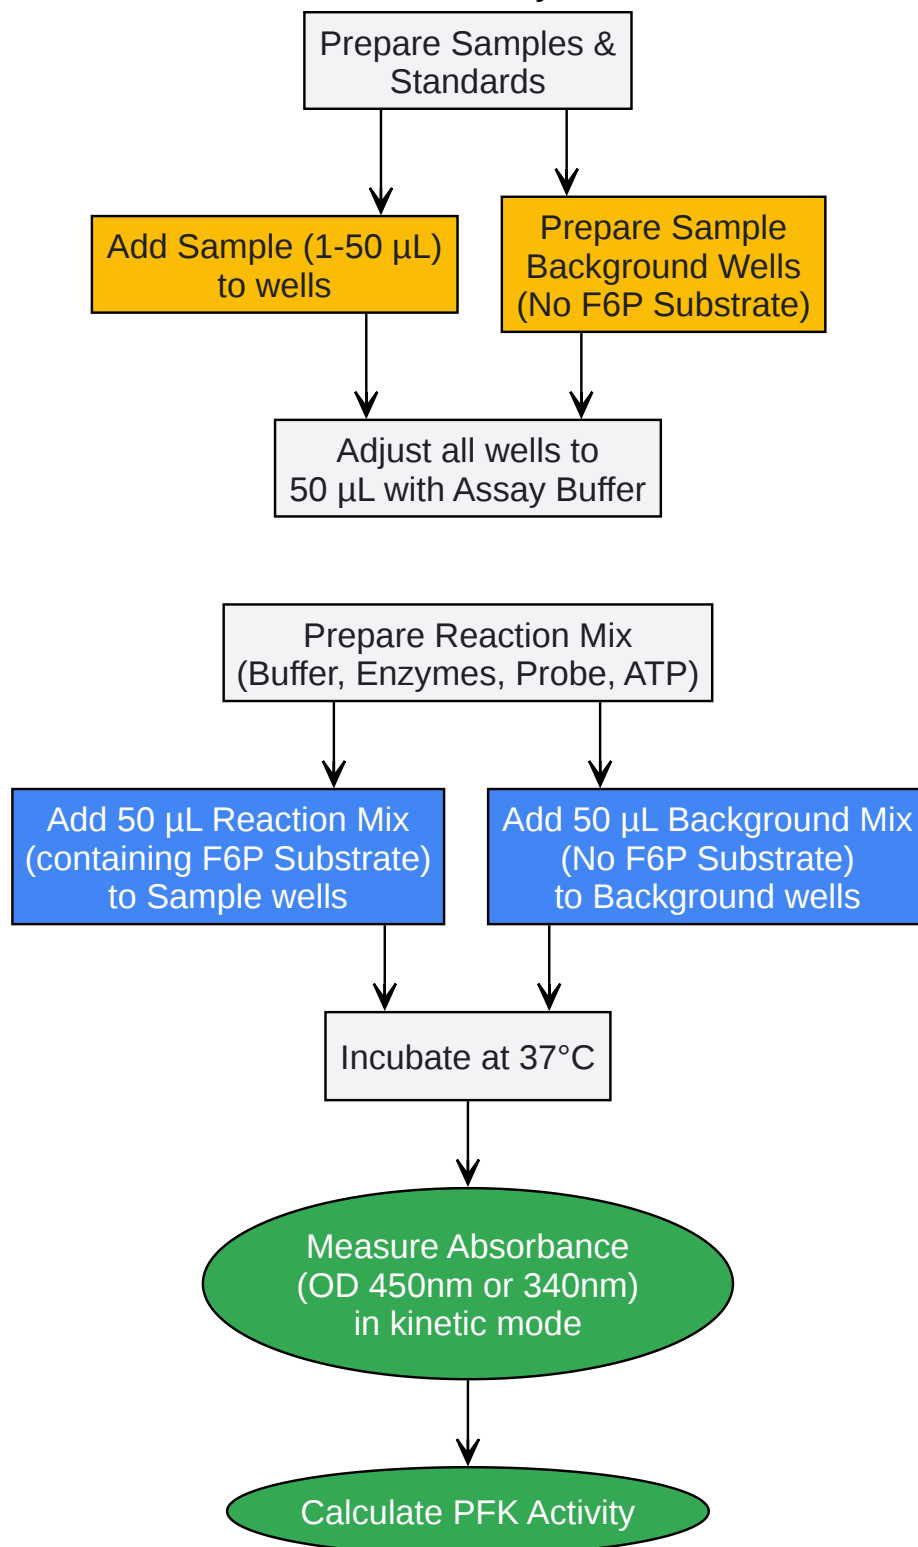 Prepare Samples &
Standards
Add Sample (1-50 µL)
to wells
Prepare Sample
Background Wells
(No F6P Substrate)
Adjust all wells to
50 µL with Assay Buffer
Prepare Reaction Mix
(Buffer, Enzymes, Probe, ATP)
Add 50 µL Reaction Mix
(containing F6P Substrate)
to Sample wells
Add 50 µL Background Mix
(No F6P Substrate)
to Background wells
Incubate at 37°C
Measure Absorbance
(OD 450nm or 340nm)
in kinetic mode
Calculate PFK Activity